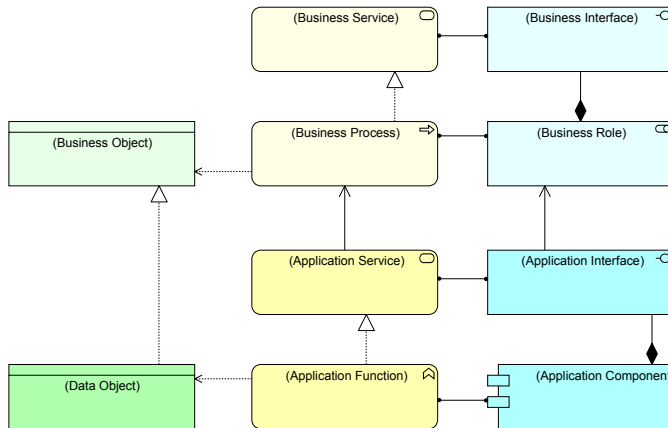 (Business Service)
(Business Interface)
(Business Object)
(Business Process)
(Business Role)
(Application Service)
(Application Interface)
(Data Object)
(Application Function)
(Application Component